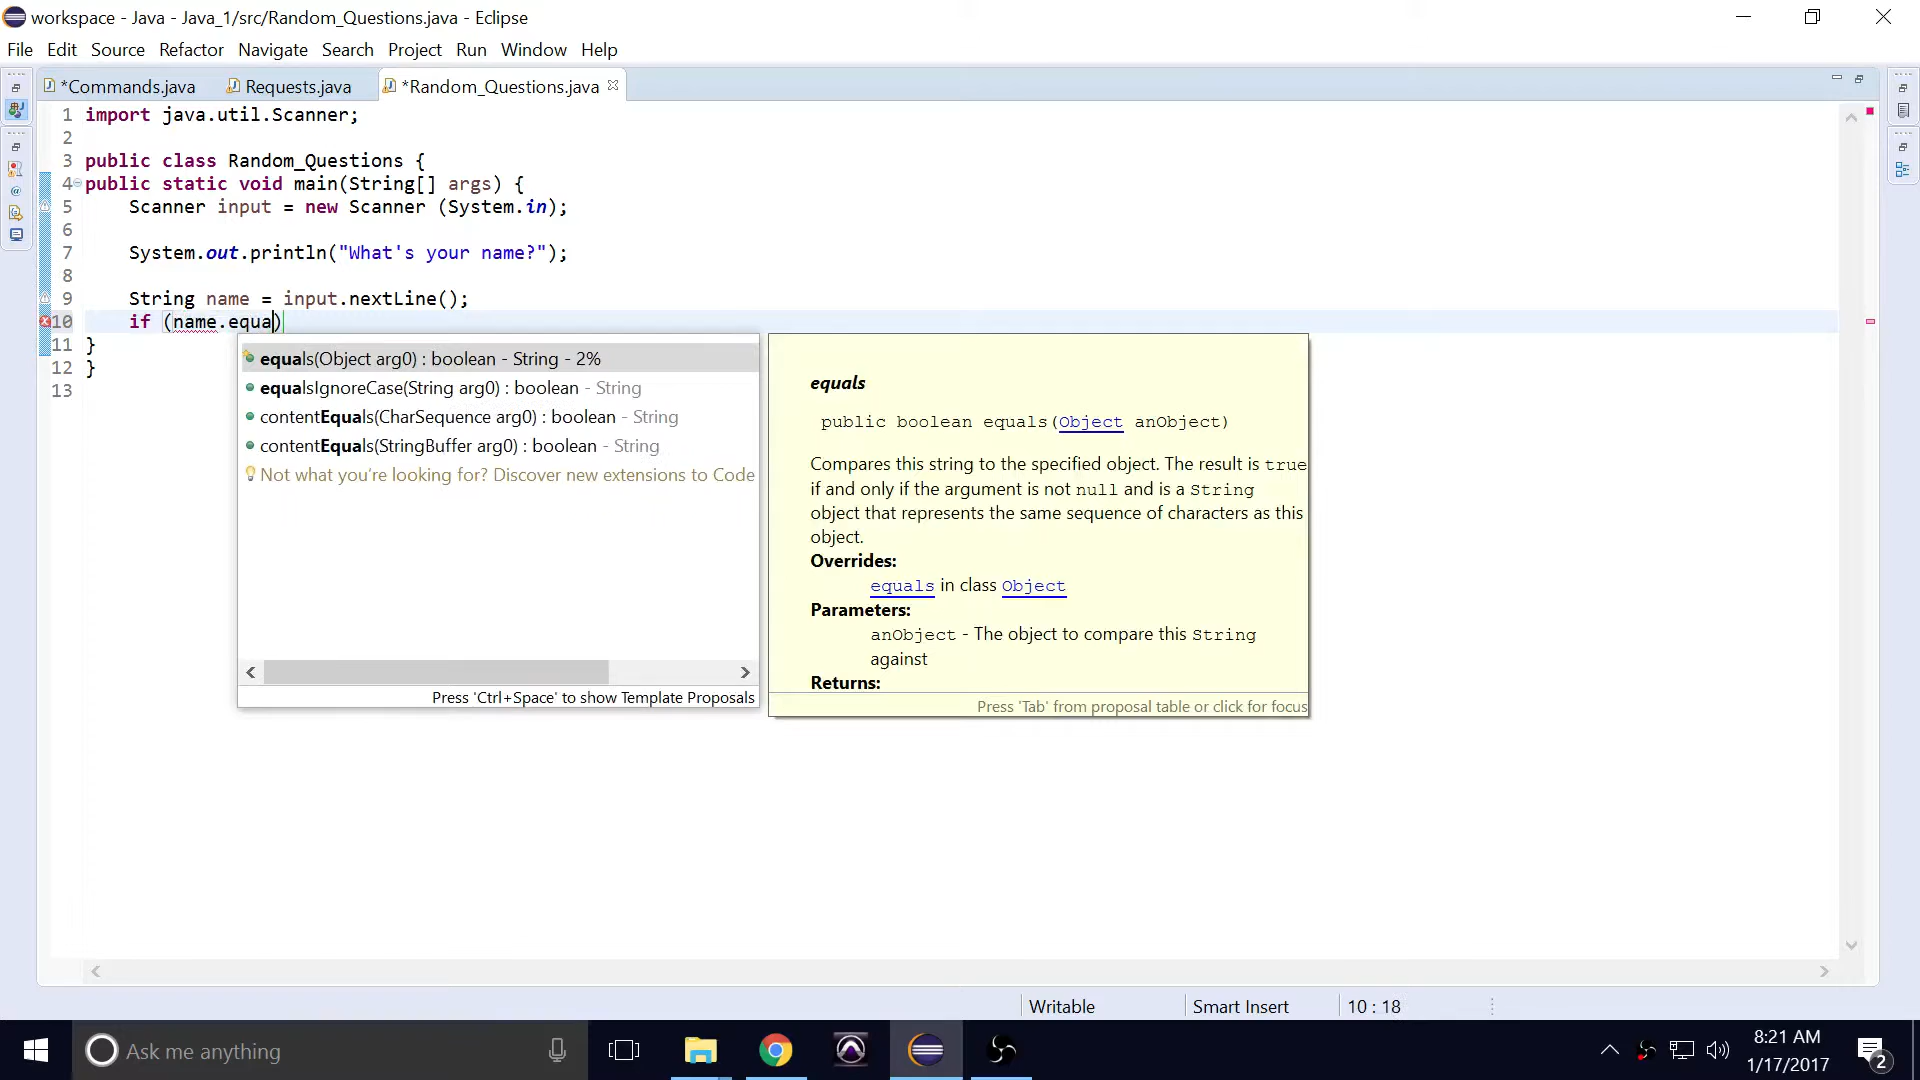 workspace - Java - Java_1/src/Random_Questions.java - Eclipse
File Edit Source Refactor Navigate Search Project Run Window Help
*Commands.java Requests.java *Random_Questions.java
1 import java.util.Scanner;
2
3 public class Random_Questions {
4 public static void main(String[] args) {
5 Scanner input = new Scanner (System.in);
6
7 System.out.println("What's your name?");
8
9 String name = input.nextLine();
10 if (name.equa)
11 }
12 }
13
equals(Object arg0) : boolean - String - 2%
equalsIgnoreCase(String arg0) : boolean - String
contentEquals(CharSequence arg0) : boolean - String
contentEquals(StringBuffer arg0) : boolean - String
Not what you're looking for? Discover new extensions to Code
Press 'Ctrl+Space' to show Template Proposals
equals
public boolean equals(Object anObject)
Compares this string to the specified object. The result is true
if and only if the argument is not null and is a String
object that represents the same sequence of characters as this
object.
Overrides:
equals in class Object
Parameters:
anObject - The object to compare this String
against
Returns:
Press 'Tab' from proposal table or click for focus
Writable Smart Insert 10 : 18
Ask me anything
8:21 AM
1/17/2017
2